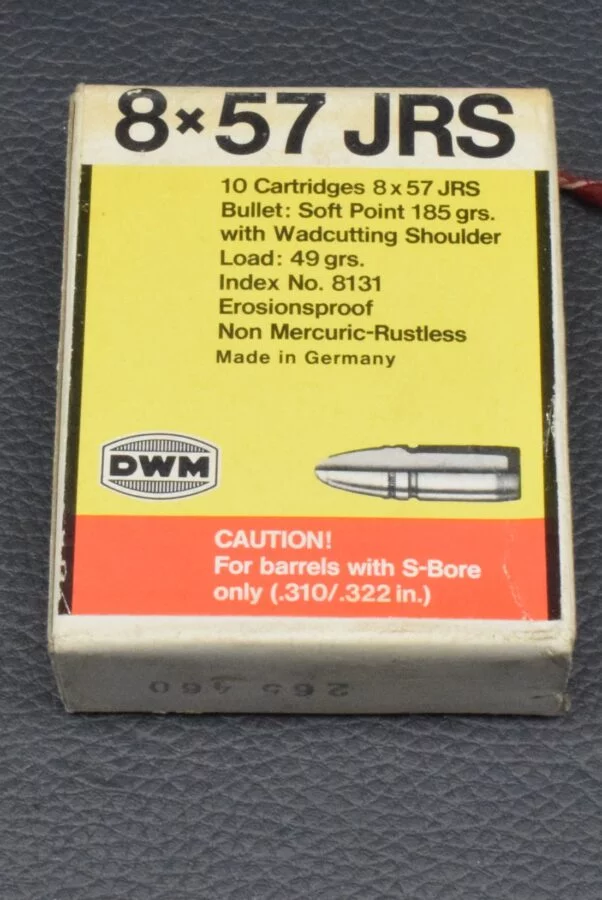 8×57 JRS
10 Cartridges 8 x 57 JRS
Bullet: Soft Point 185 grs.
with Wadcutting Shoulder
Load: 49 grs.
Index No. 8131
Erosionsproof
Non Mercuric-Rustless
Made in Germany
DWM
CAUTION!
For barrels with S-Bore
only (.310/.322 in.)
265 460